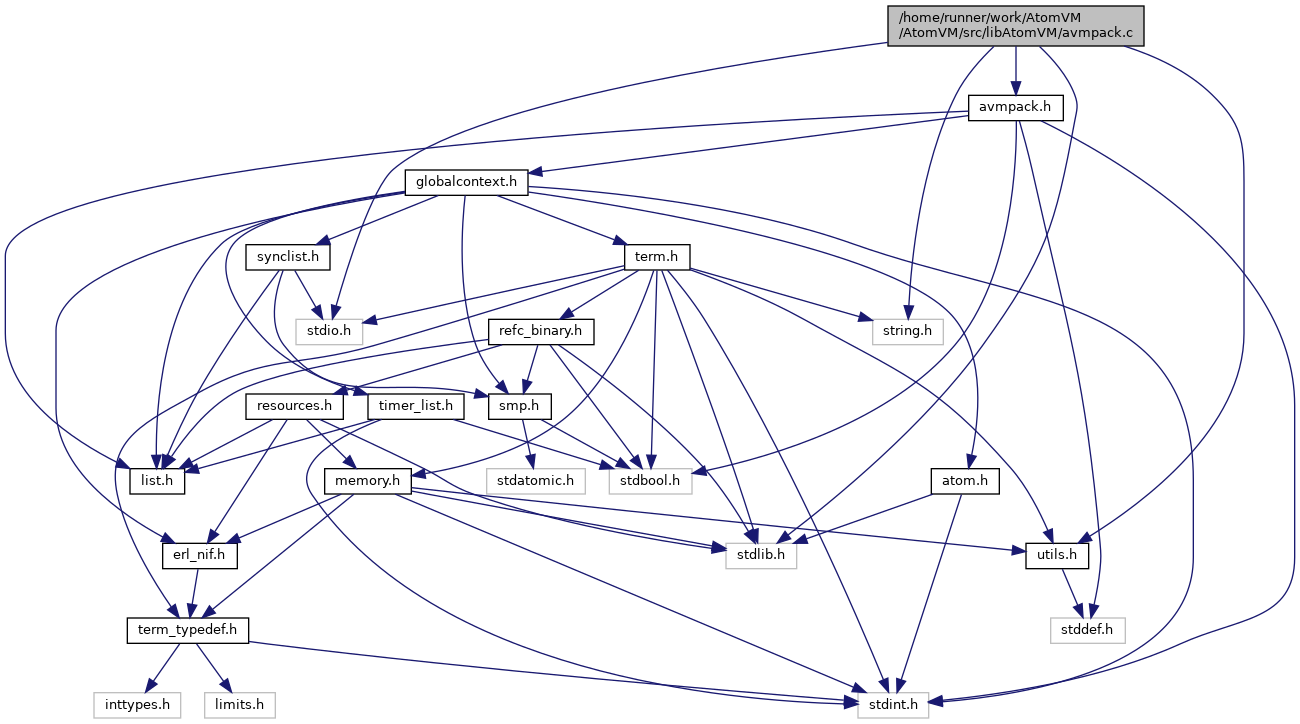 /home/runner/work/AtomVM
/AtomVM/src/libAtomVM/avmpack.c
avmpack.h
globalcontext.h
synclist.h
term.h
stdio.h
refc_binary.h
string.h
resources.h
timer_list.h
smp.h
list.h
memory.h
stdatomic.h
stdbool.h
atom.h
erl_nif.h
stdlib.h
utils.h
term_typedef.h
stddef.h
inttypes.h
limits.h
stdint.h